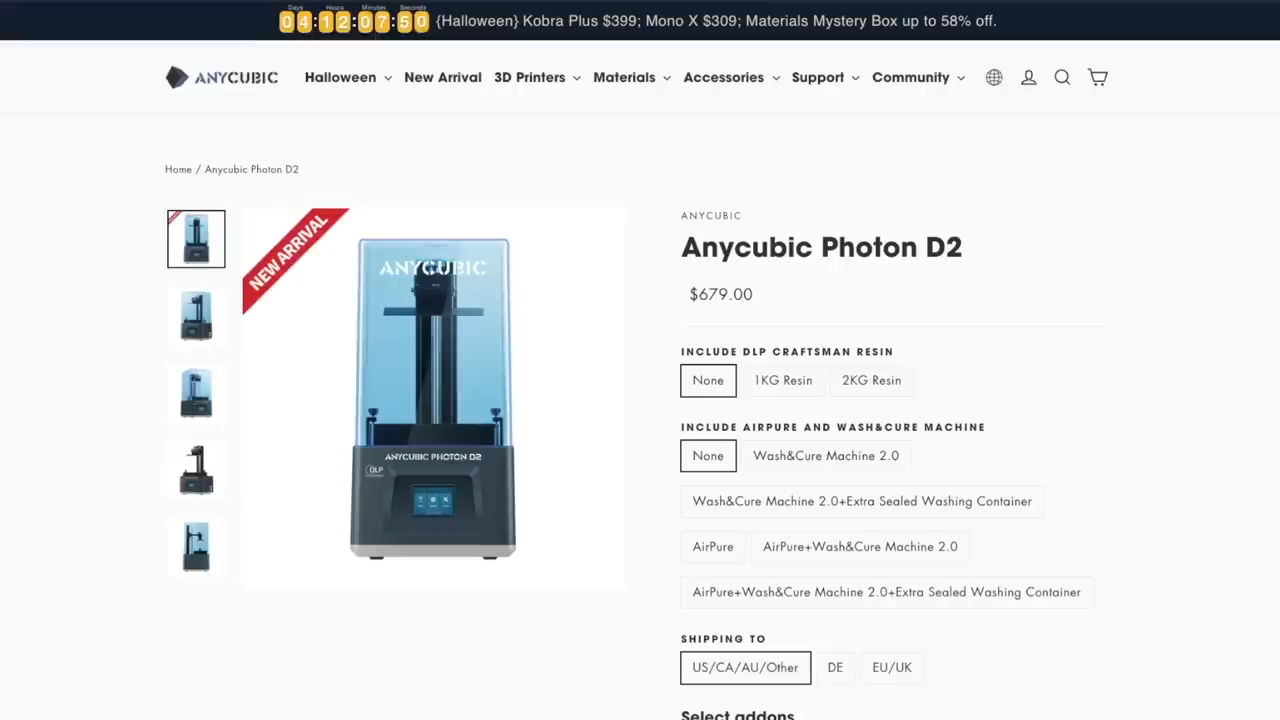 Days Hours Minutes Seconds
04:12:07:50 {Halloween} Kobra Plus $399; Mono X $309; Materials Mystery Box up to 58% off.
ANYCUBIC Halloween New Arrival 3D Printers Materials Accessories Support Community
Home / Anycubic Photon D2
NEW ARRIVAL
ANYCUBIC
ANYCUBIC PHOTON D2
DLP
ANYCUBIC
Anycubic Photon D2
$679.00
INCLUDE DLP CRAFTSMAN RESIN
None 1KG Resin 2KG Resin
INCLUDE AIRPURE AND WASH&CURE MACHINE
None Wash&Cure Machine 2.0
Wash&Cure Machine 2.0+Extra Sealed Washing Container
AirPure AirPure+Wash&Cure Machine 2.0
AirPure+Wash&Cure Machine 2.0+Extra Sealed Washing Container
SHIPPING TO
US/CA/AU/Other DE EU/UK
Select addons